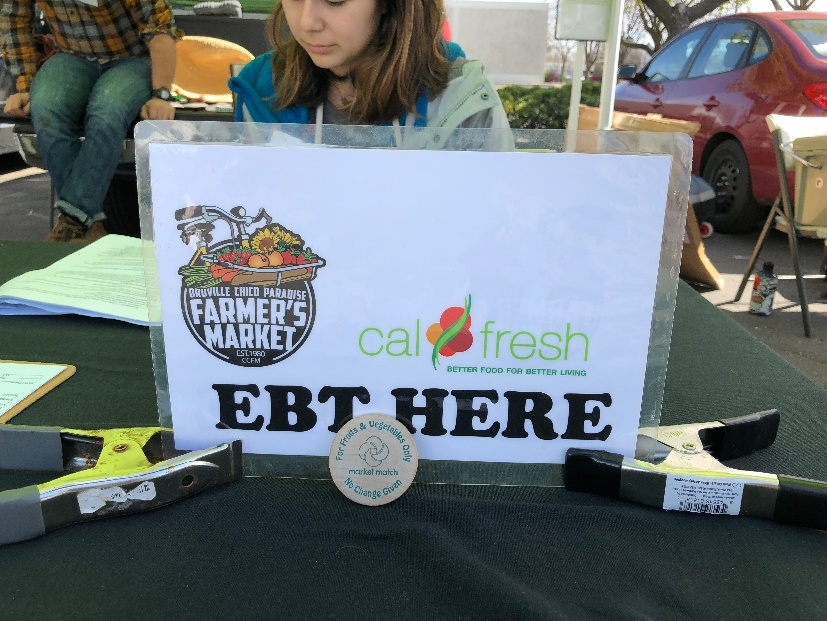 OROVILLE CHICO PARADISE
FARMER'S
MARKET
EST. 1980
CCFM
cal fresh
BETTER FOOD FOR BETTER LIVING
EBT HERE
For Fruits & Vegetables Only
market match
No Change Given